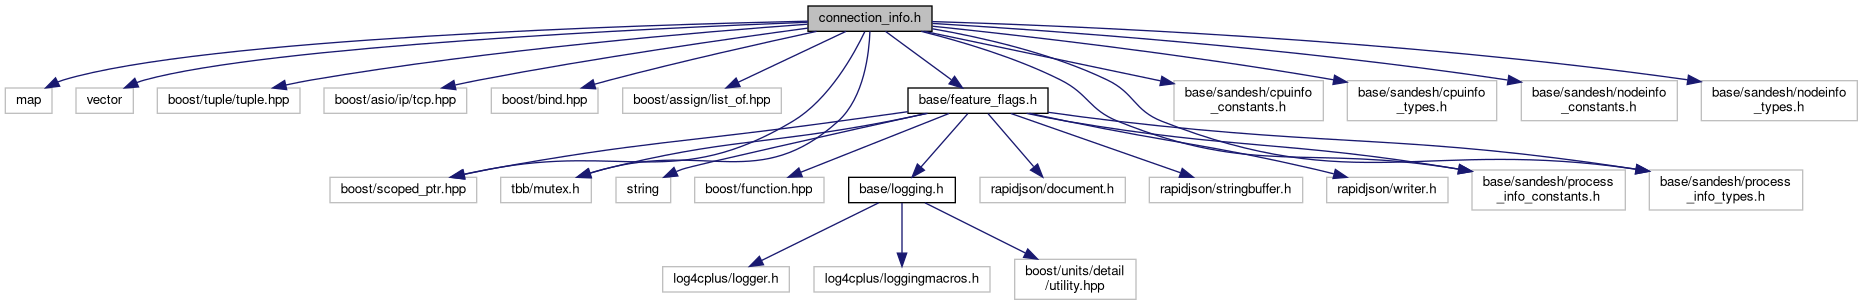 connection_info.h
map
vector
boost/tuple/tuple.hpp
boost/asio/ip/tcp.hpp
boost/bind.hpp
boost/assign/list_of.hpp
base/feature_flags.h
base/sandesh/cpuinfo
_constants.h
base/sandesh/cpuinfo
_types.h
base/sandesh/nodeinfo
_constants.h
base/sandesh/nodeinfo
_types.h
boost/scoped_ptr.hpp
tbb/mutex.h
string
boost/function.hpp
base/logging.h
rapidjson/document.h
rapidjson/stringbuffer.h
rapidjson/writer.h
base/sandesh/process
_info_constants.h
base/sandesh/process
_info_types.h
log4cplus/logger.h
log4cplus/loggingmacros.h
boost/units/detail
/utility.hpp